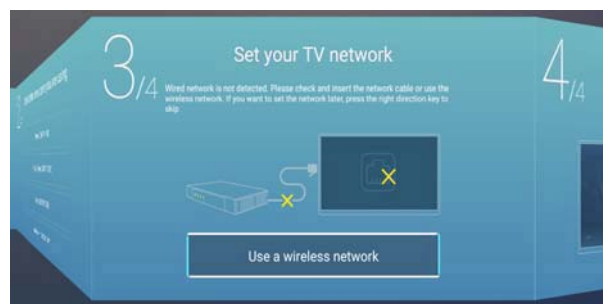 3/4
Set your TV network
Wired network is not detected. Please check and insert the network cable or use the
wireless network. If you want to set the network later, press the right direction key to
skip
Use a wireless network
4/4